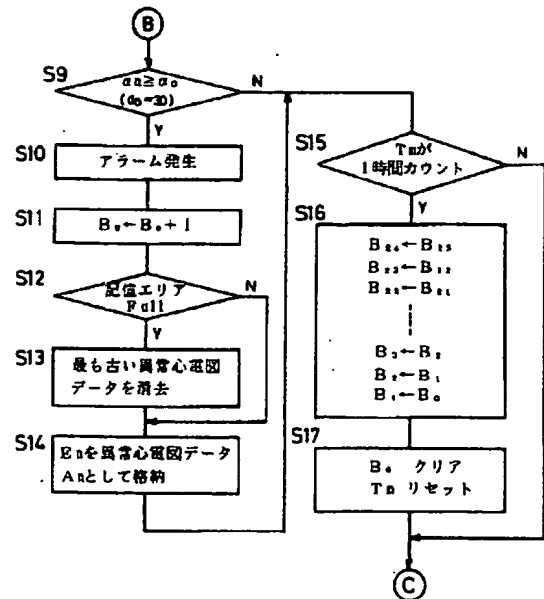 B
S9
αn≧α0
(α0=30)
N
Y
S10
アラーム発生
S11
B0←B0+1
S12
記憶エリア
Full
N
Y
S13
最も古い異常心電図
データを消去
S14
Enを異常心電図データ
Anとして格納
S15
Tmが
1時間カウント
N
Y
S16
B24←B23
B23←B22
B22←B21
B3←B2
B2←B1
B1←B0
S17
B0 クリア
Tm リセット
C